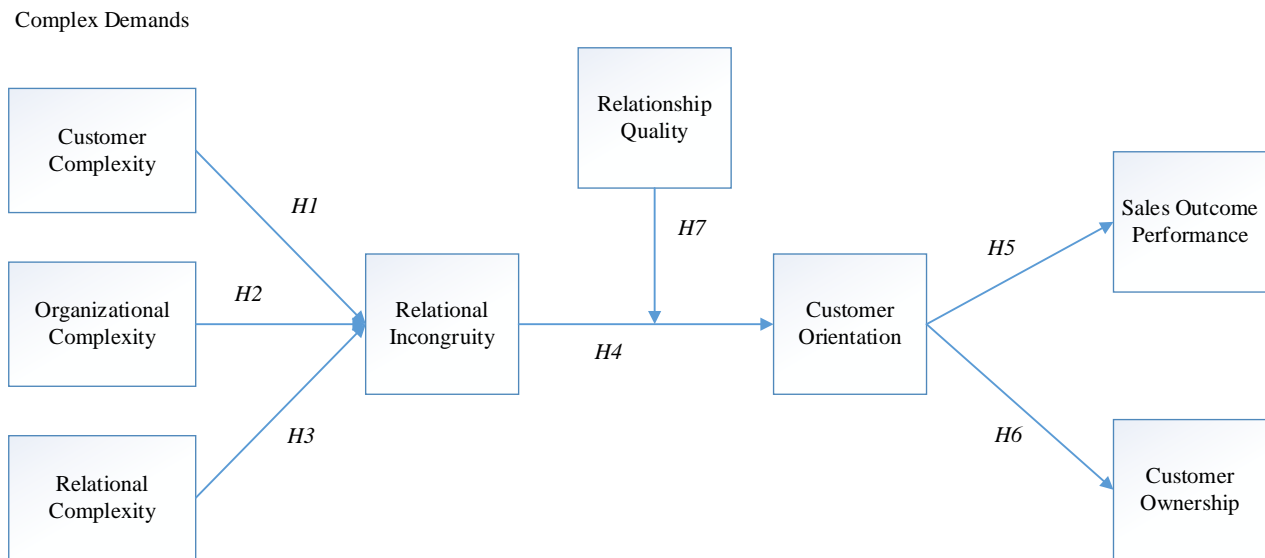 Complex Demands
Customer
Complexity
Organizational
Complexity
Relational
Complexity
H1
H2
H3
Relational
Incongruity
H4
Relationship
Quality
H7
Customer
Orientation
H5
H6
Sales Outcome
Performance
Customer
Ownership